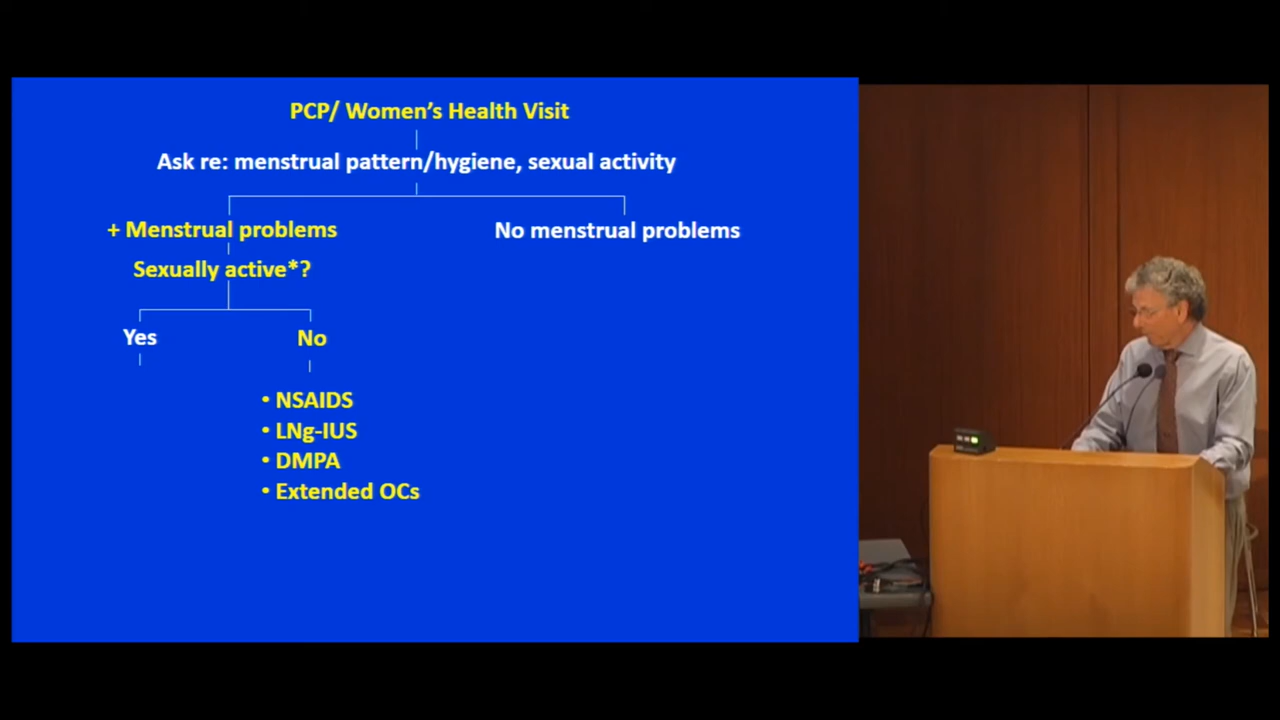 PCP/ Women's Health Visit
Ask re: menstrual pattern/hygiene, sexual activity
+ Menstrual problems
No menstrual problems
Sexually active*?
Yes
No
• NSAIDS
• LNg-IUS
• DMPA
• Extended OCs